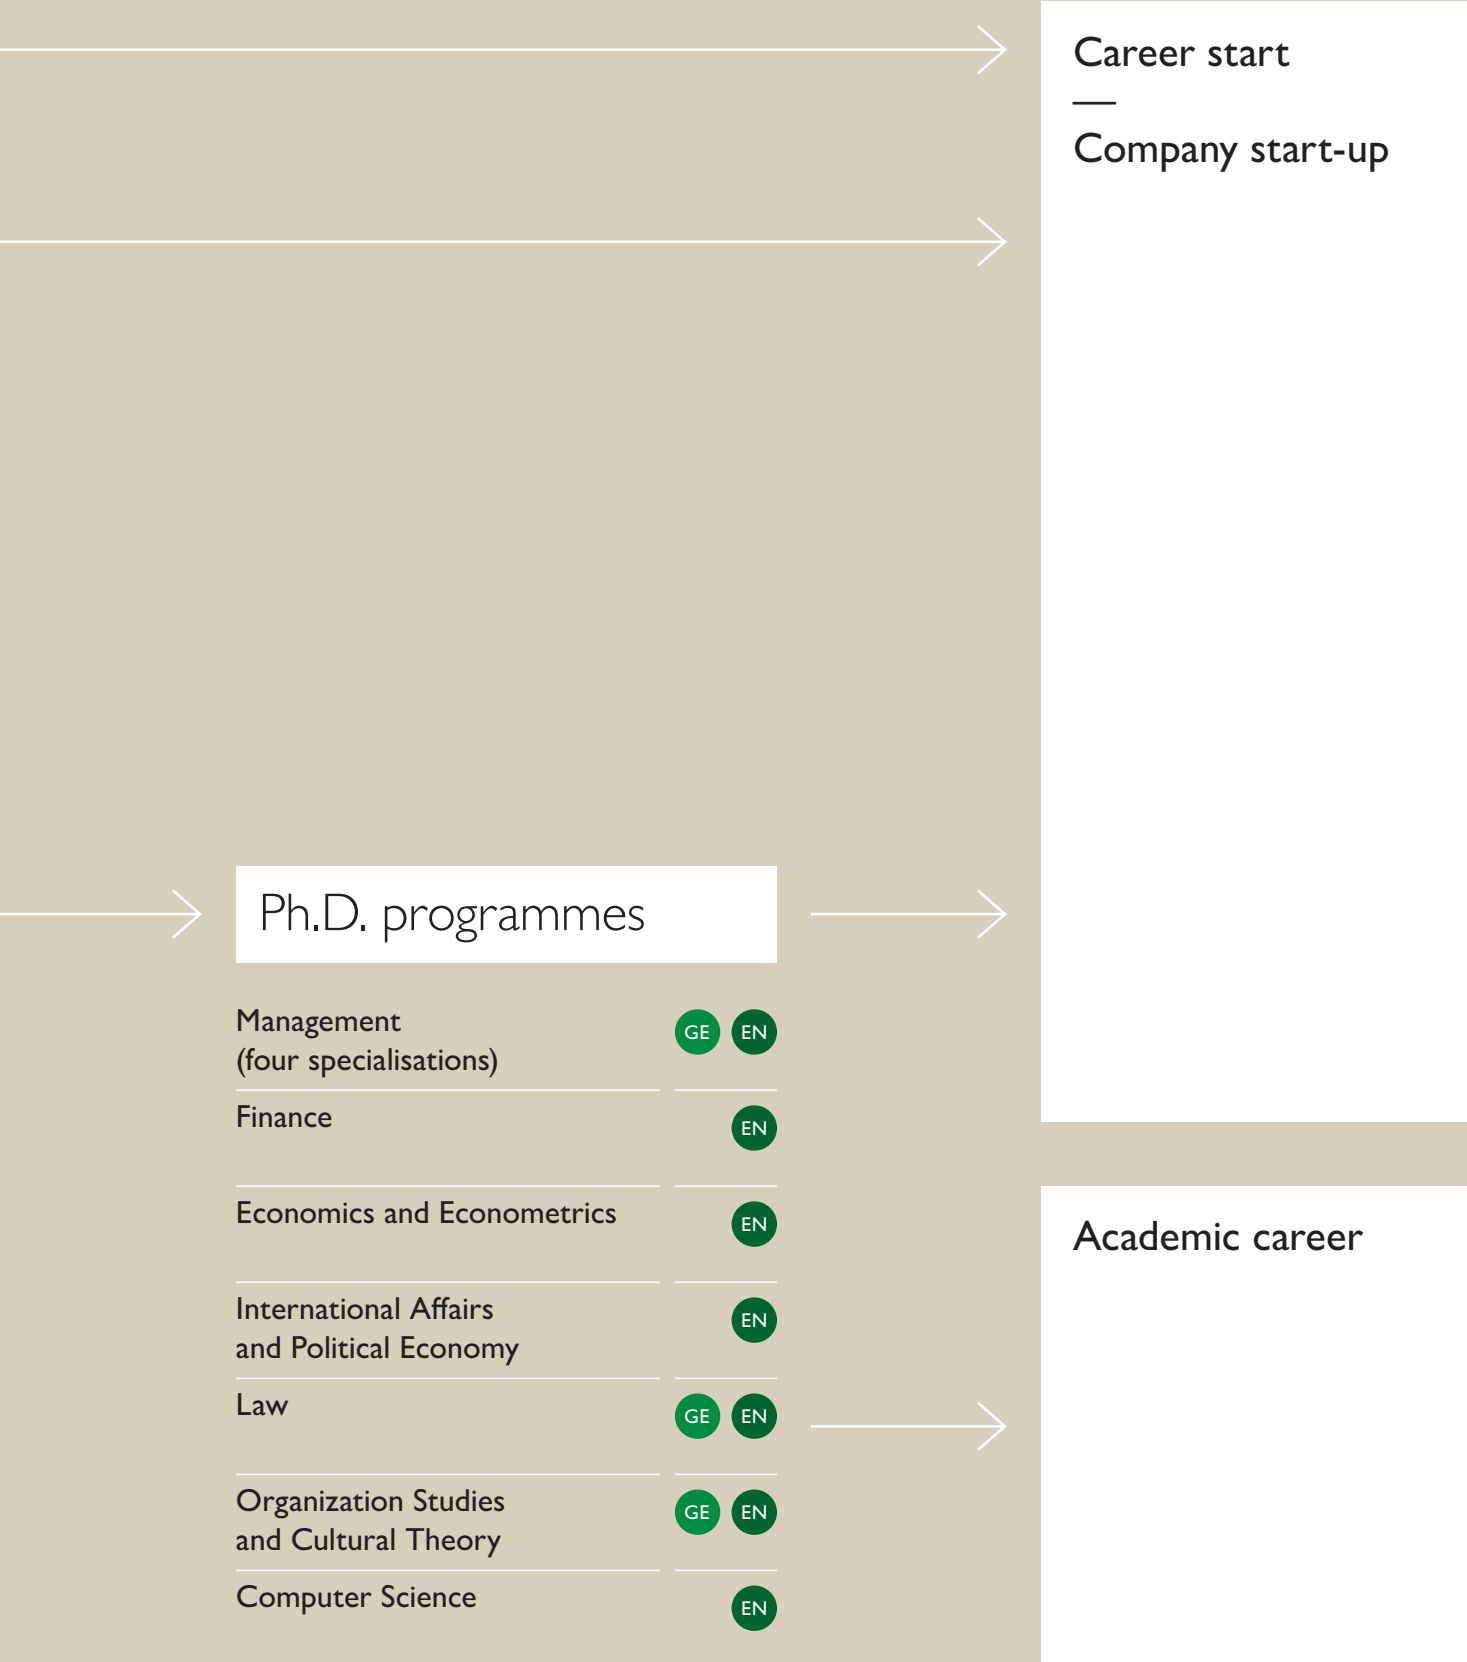 Career start
—
Company start-up
Ph.D. programmes
Management
(four specialisations)
GE EN
Finance
EN
Economics and Econometrics
EN
International Affairs
and Political Economy
EN
Law
GE EN
Organization Studies
and Cultural Theory
GE EN
Computer Science
EN
Academic career